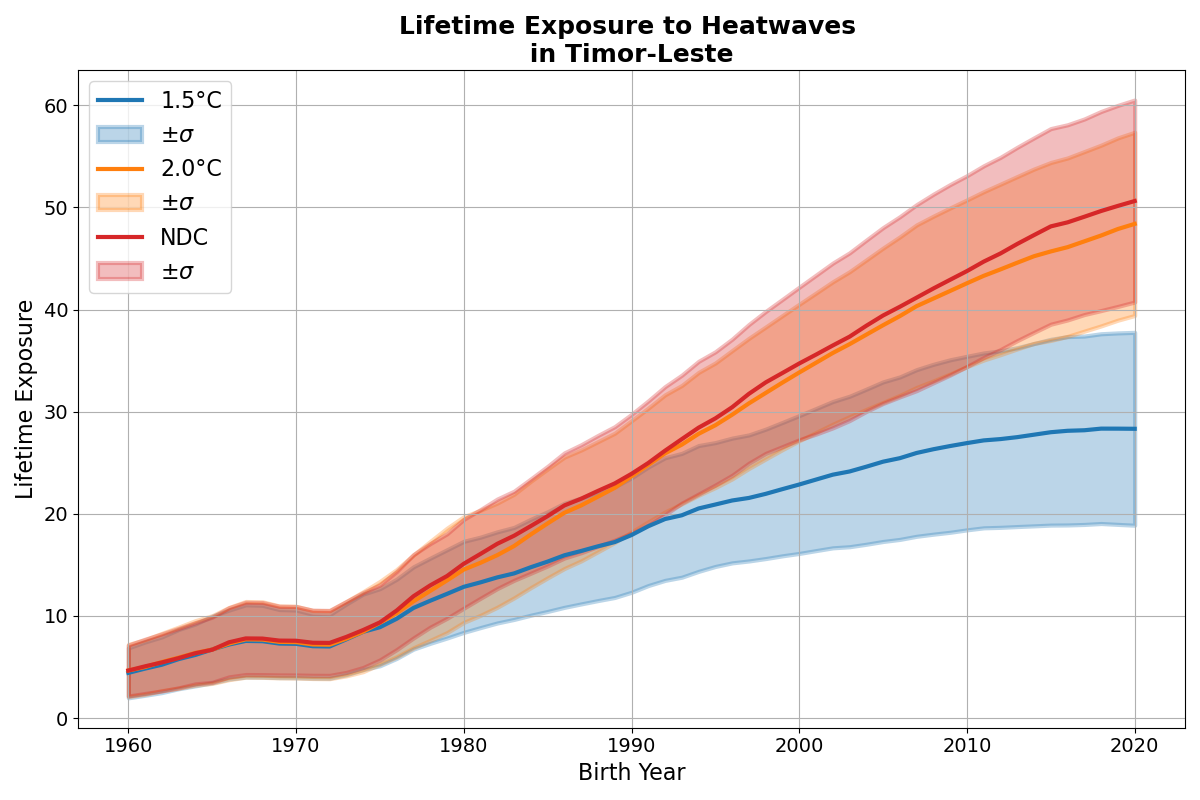 Lifetime Exposure to Heatwaves
in Timor-Leste
1.5°C
±σ
2.0°C
±σ
NDC
±σ
Lifetime Exposure
60
50
40
30
20
10
0
1960 1970 1980 1990 2000 2010 2020
Birth Year